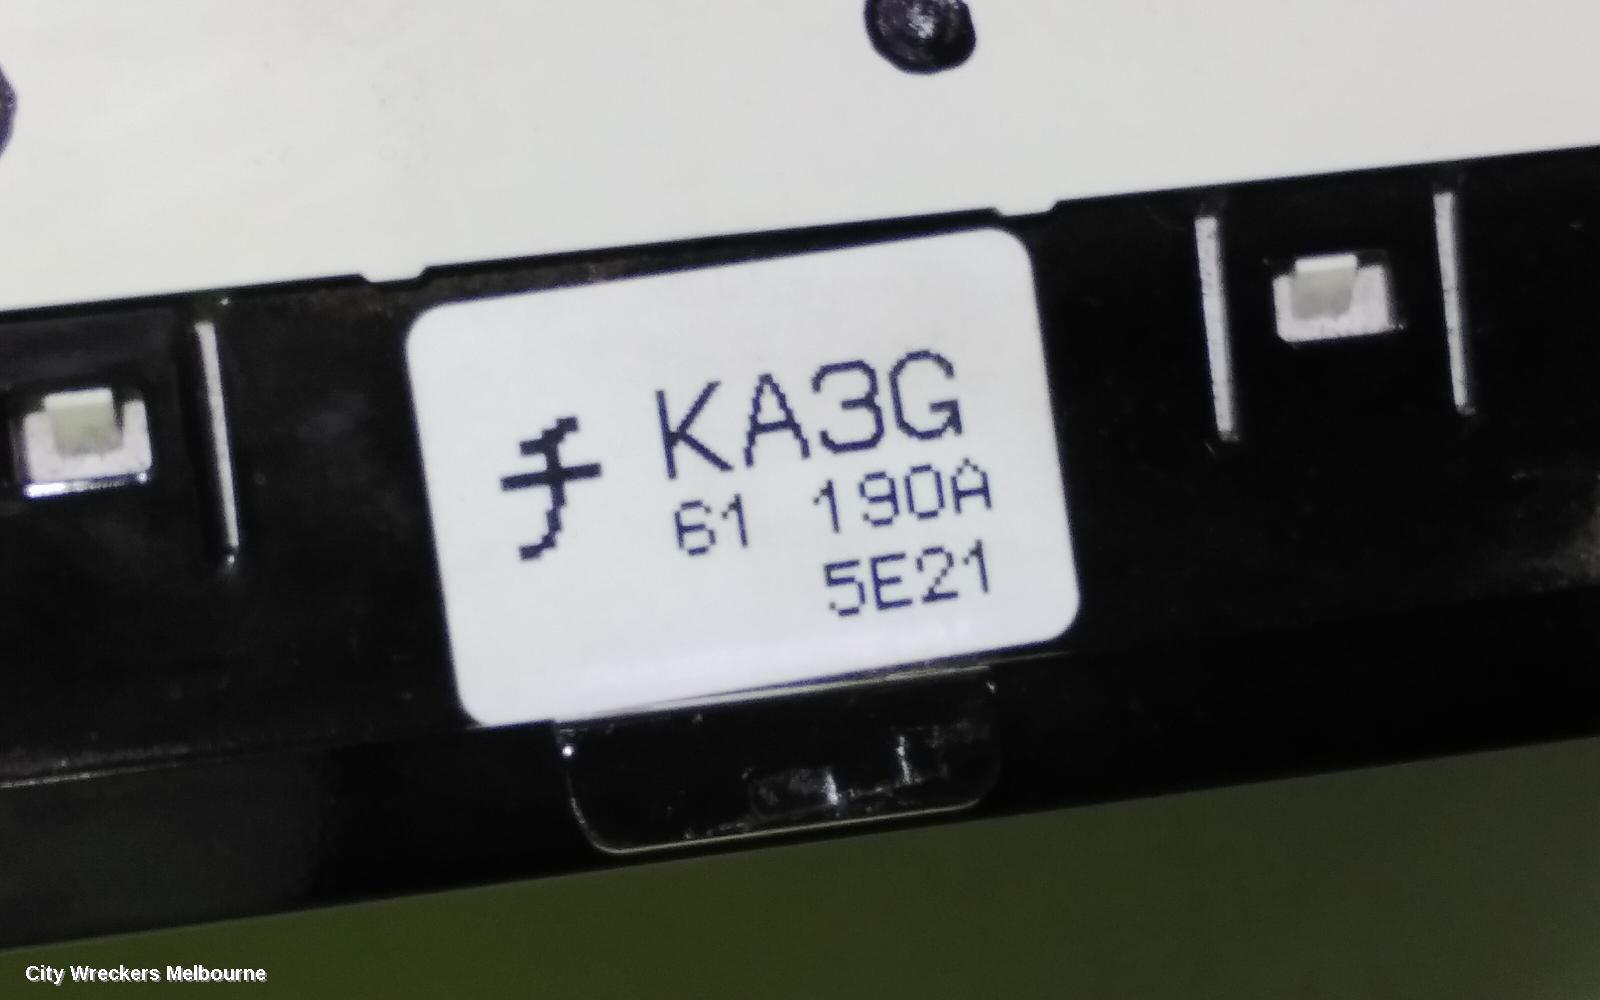 チ KA3G
61 190A
5E21
City Wreckers Melbourne